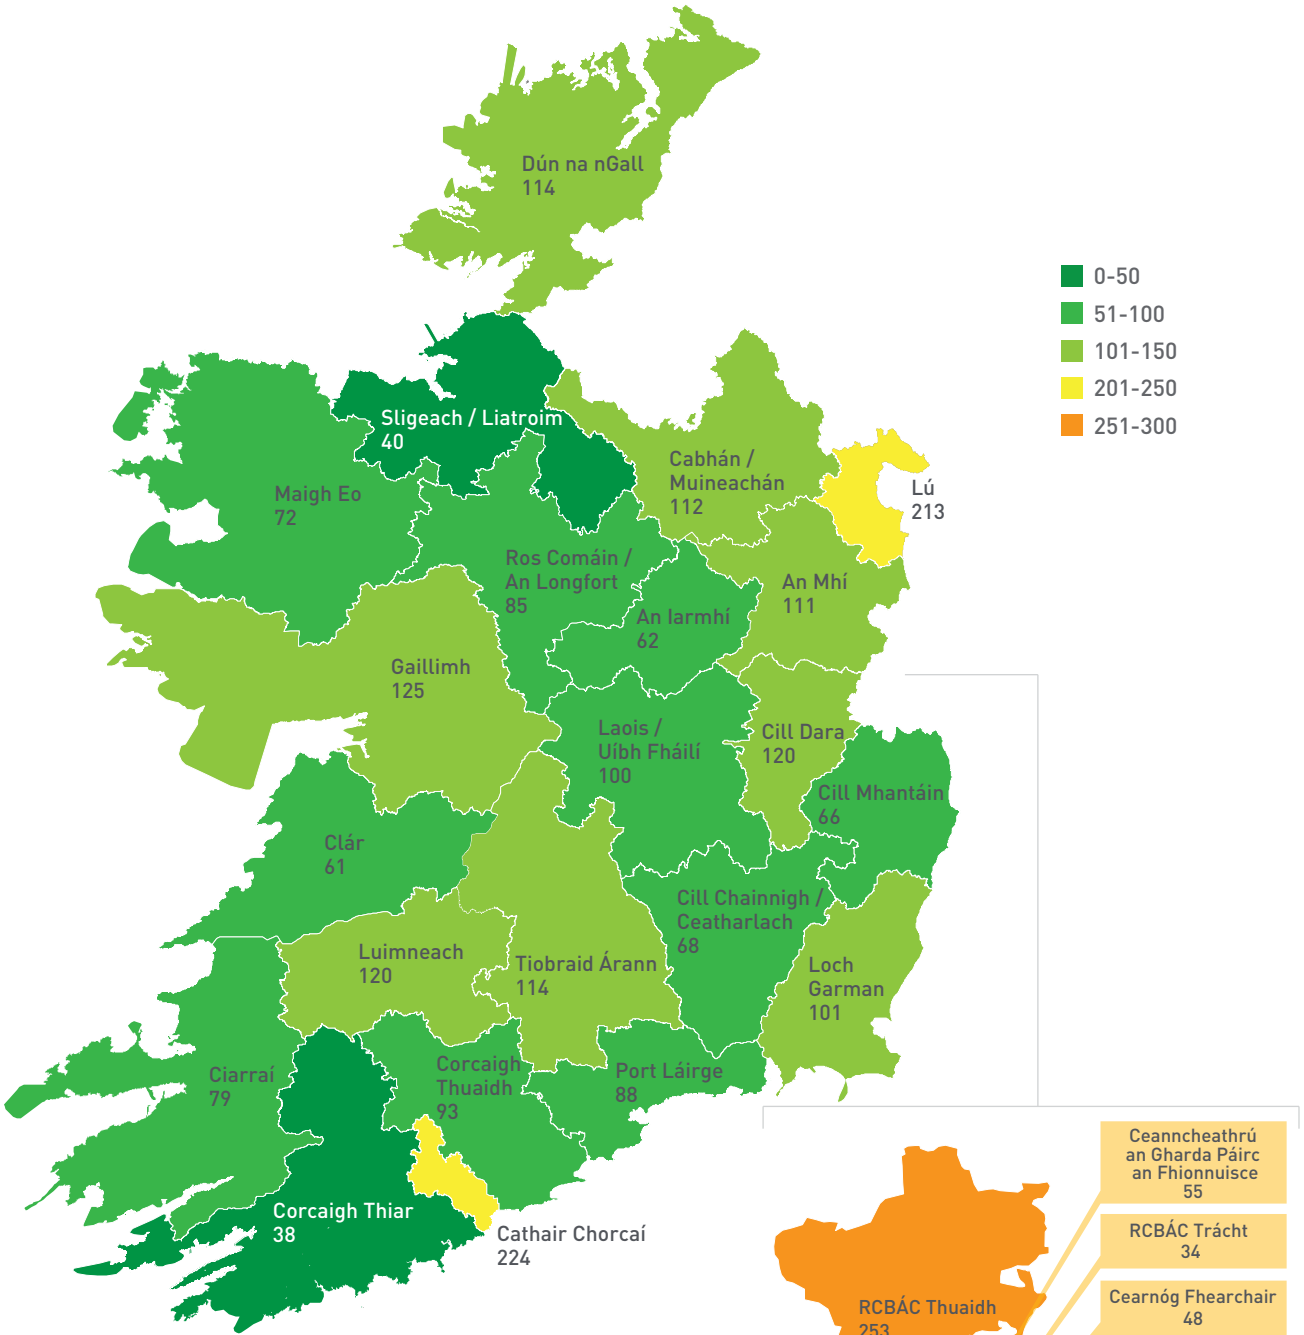 Dún na nGall
114
0-50
51-100
101-150
201-250
251-300
Sligeach / Liatroim
40
Cabhán /
Muineachán
112
Lú
213
Maigh Eo
72
Ros Comáin /
An Longfort
85
An Mhí
111
An Iarmhí
62
Gaillimh
125
Laois /
Uíbh Fháilí
100
Cill Dara
120
Cill Mhantáin
66
Clár
61
Cill Chainnigh /
Ceatharlach
68
Luimneach
120
Tiobraid Árann
114
Loch
Garman
101
Ciarraí
79
Corcaigh
Thuaidh
93
Port Láirge
88
Corcaigh Thiar
38
Cathair Chorcaí
224
Ceanncheathrú
an Gharda Páirc
an Fhionnuisce
55
RCBÁC Trácht
34
Cearnóg Fhearchair
48
RCBÁC Thuaidh
253